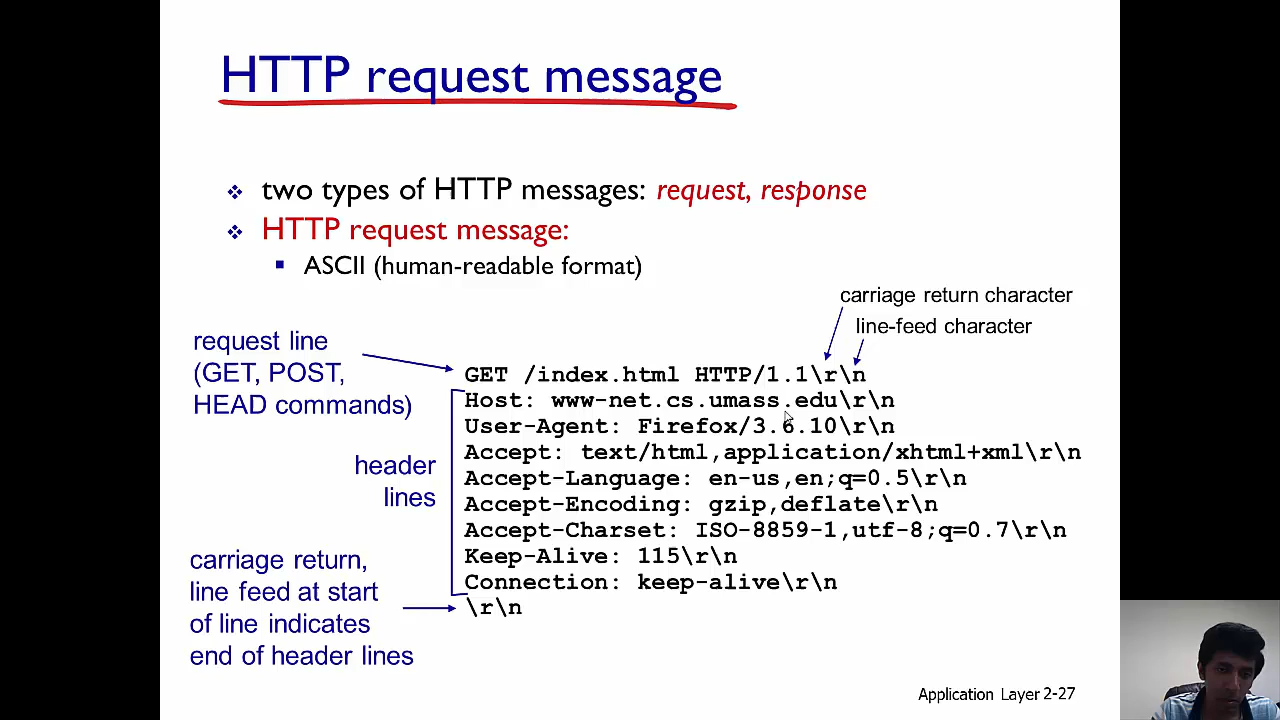 HTTP request message
two types of HTTP messages: request, response
HTTP request message:
ASCII (human-readable format)
carriage return character
line-feed character
request line
(GET, POST,
HEAD commands)
header
lines
carriage return,
line feed at start
of line indicates
end of header lines
GET /index.html HTTP/1.1\r\n
Host: www-net.cs.umass.edu\r\n
User-Agent: Firefox/3.6.10\r\n
Accept: text/html,application/xhtml+xml\r\n
Accept-Language: en-us,en;q=0.5\r\n
Accept-Encoding: gzip,deflate\r\n
Accept-Charset: ISO-8859-1,utf-8;q=0.7\r\n
Keep-Alive: 115\r\n
Connection: keep-alive\r\n
\r\n
Application Layer 2-27